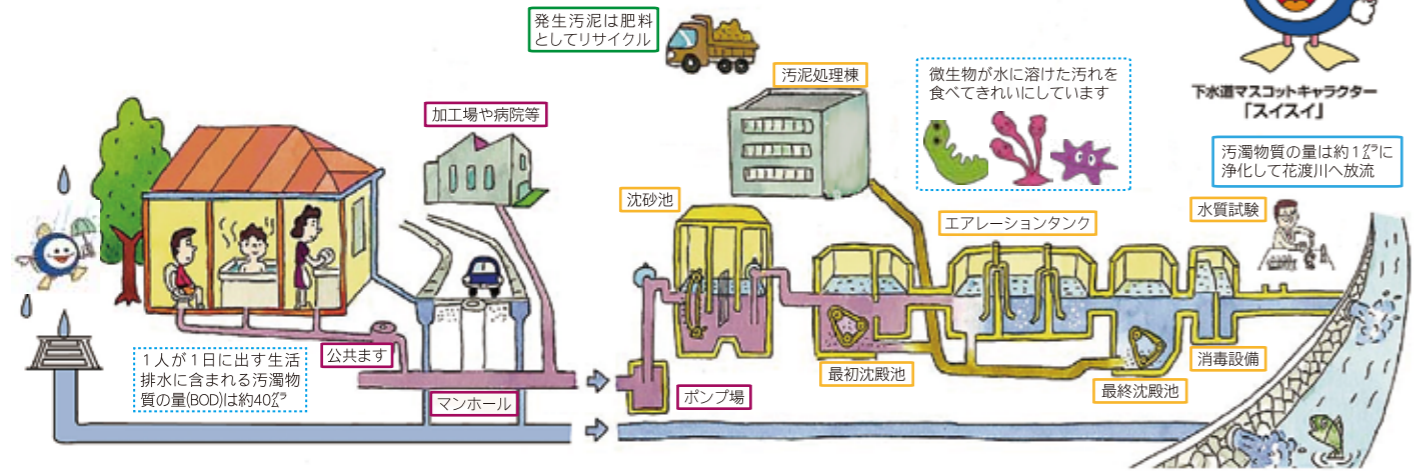 発生汚泥は肥料
としてリサイクル
汚泥処理棟
微生物が水に溶けた汚れを
食べてきれいにしています
下水道マスコットキャラクター
「スイスイ」
加工場や病院等
汚濁物質の量は約1㌘に
浄化して花渡川へ放流
沈砂池
エアレーションタンク
水質試験
1人が1日に出す生活
排水に含まれる汚濁物
質の量(BOD)は約40㌘
公共ます
マンホール
ポンプ場
最初沈殿池
最終沈殿池
消毒設備